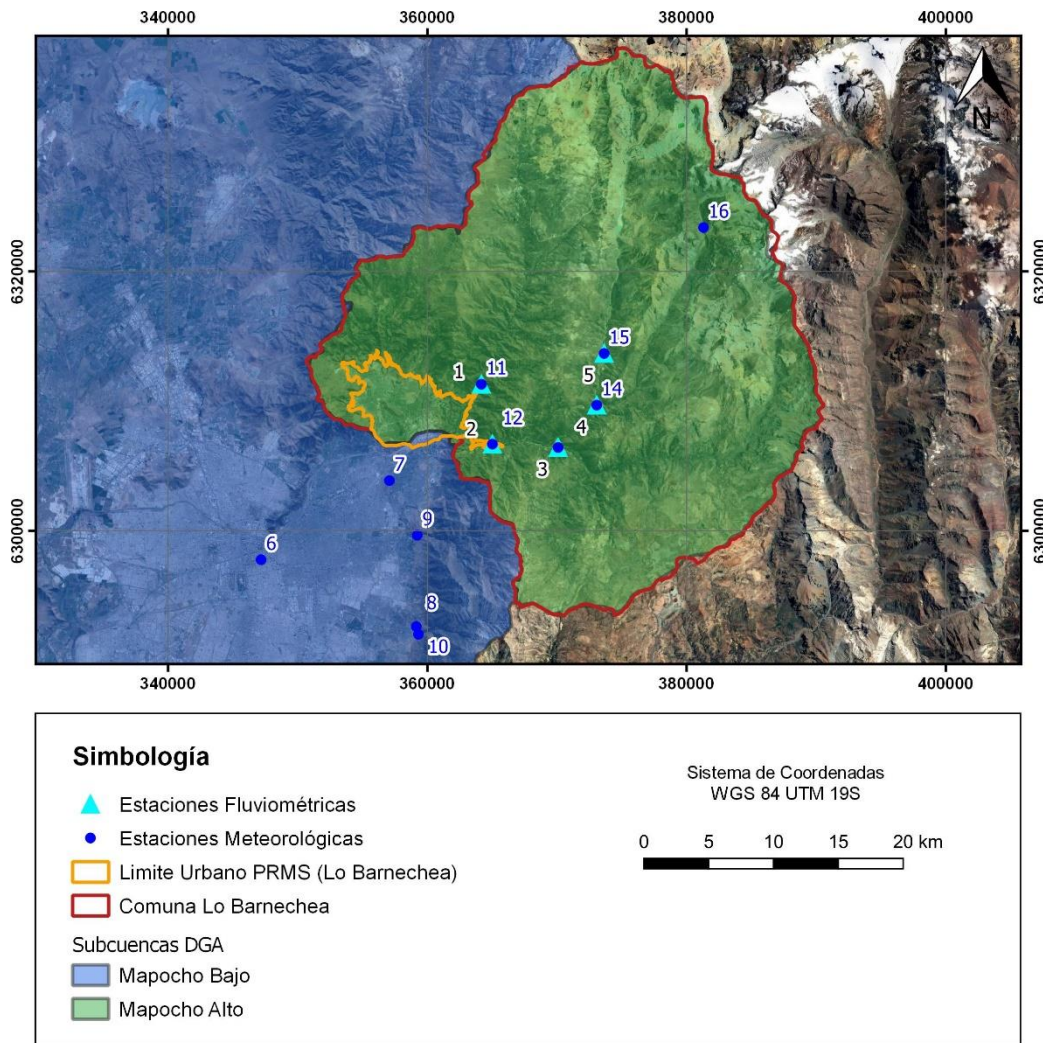 340000
360000
380000
400000
N
16
6320000
6320000
15
1
11
5
14
2
12
4
3
7
9
6300000
6
6300000
8
10
340000
360000
380000
400000
Simbología
Estaciones Fluviométricas
Estaciones Meteorológicas
Limite Urbano PRMS (Lo Barnechea)
Comuna Lo Barnechea
Subcuencas DGA
Mapocho Bajo
Mapocho Alto
Sistema de Coordenadas
WGS 84 UTM 19S
0 5 10 15 20 km